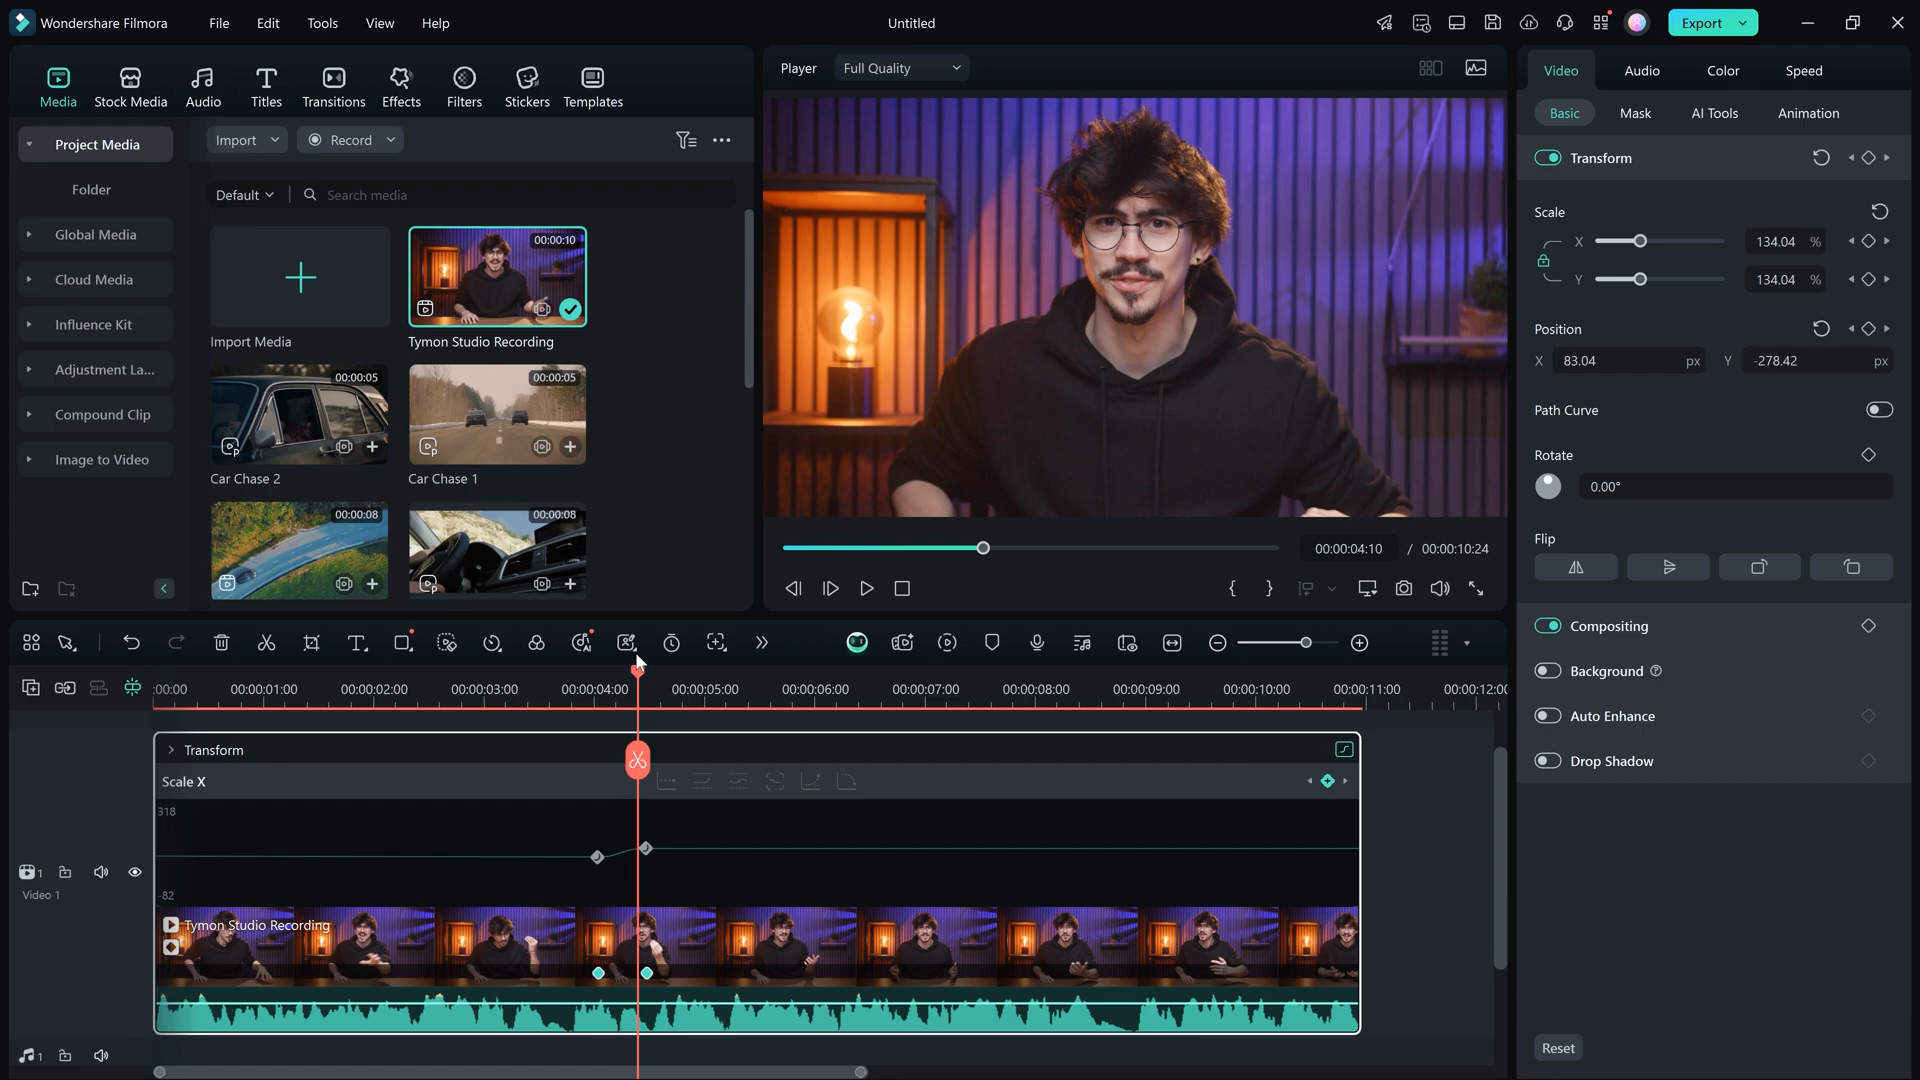 Wondershare Filmora
File
Edit
Tools
View
Help
Untitled
Export
Media
Stock Media
Audio
Titles
Transitions
Effects
Filters
Stickers
Templates
Project Media
Folder
Global Media
Cloud Media
Influence Kit
Adjustment La...
Compound Clip
Image to Video
Import
Record
Default
Search media
Import Media
00:00:10
Tymon Studio Recording
00:00:05
Car Chase 2
00:00:05
Car Chase 1
00:00:08
00:00:08
Player
Full Quality
00:00:04:10 / 00:00:10:24
Video
Audio
Color
Speed
Basic
Mask
AI Tools
Animation
Transform
Scale
X 134.04 %
Y 134.04 %
Position
X 83.04 px Y -278.42 px
Path Curve
Rotate
0.00°
Flip
Compositing
Background
Auto Enhance
Drop Shadow
Reset
:00:00 00:00:01:00 00:00:02:00 00:00:03:00 00:00:04:00 00:00:05:00 00:00:06:00 00:00:07:00 00:00:08:00 00:00:09:00 00:00:10:00 00:00:11:00 00:00:12:00
Transform
Scale X
318
-82
1
Video 1
Tymon Studio Recording
1